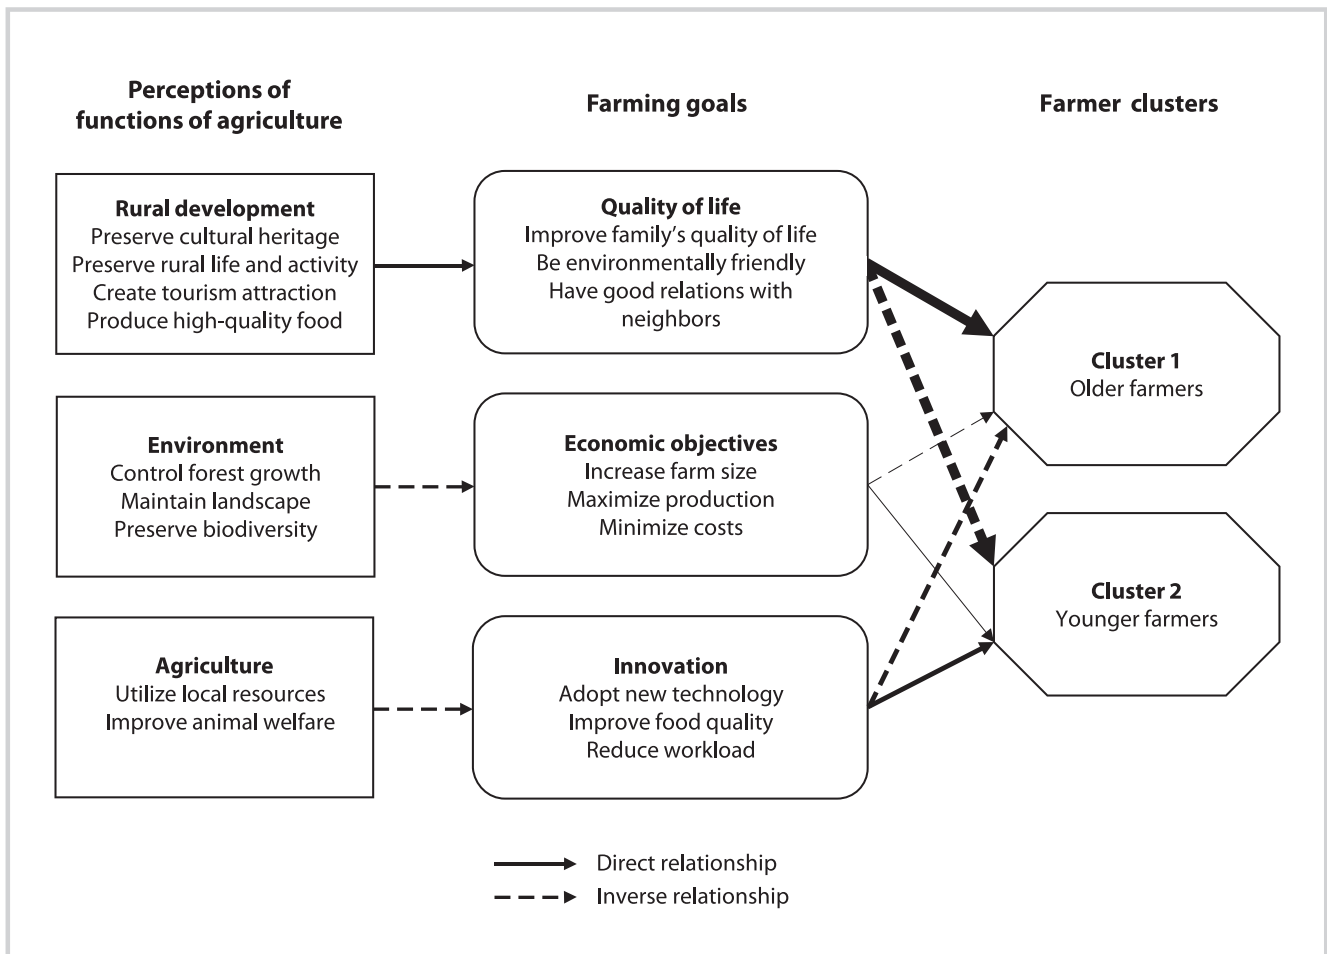 Perceptions of
functions of agriculture
Farming goals
Farmer clusters
Rural development
Preserve cultural heritage
Preserve rural life and activity
Create tourism attraction
Produce high-quality food
Quality of life
Improve family's quality of life
Be environmentally friendly
Have good relations with
neighbors
Cluster 1
Older farmers
Environment
Control forest growth
Maintain landscape
Preserve biodiversity
Economic objectives
Increase farm size
Maximize production
Minimize costs
Cluster 2
Younger farmers
Agriculture
Utilize local resources
Improve animal welfare
Innovation
Adopt new technology
Improve food quality
Reduce workload
Direct relationship
Inverse relationship